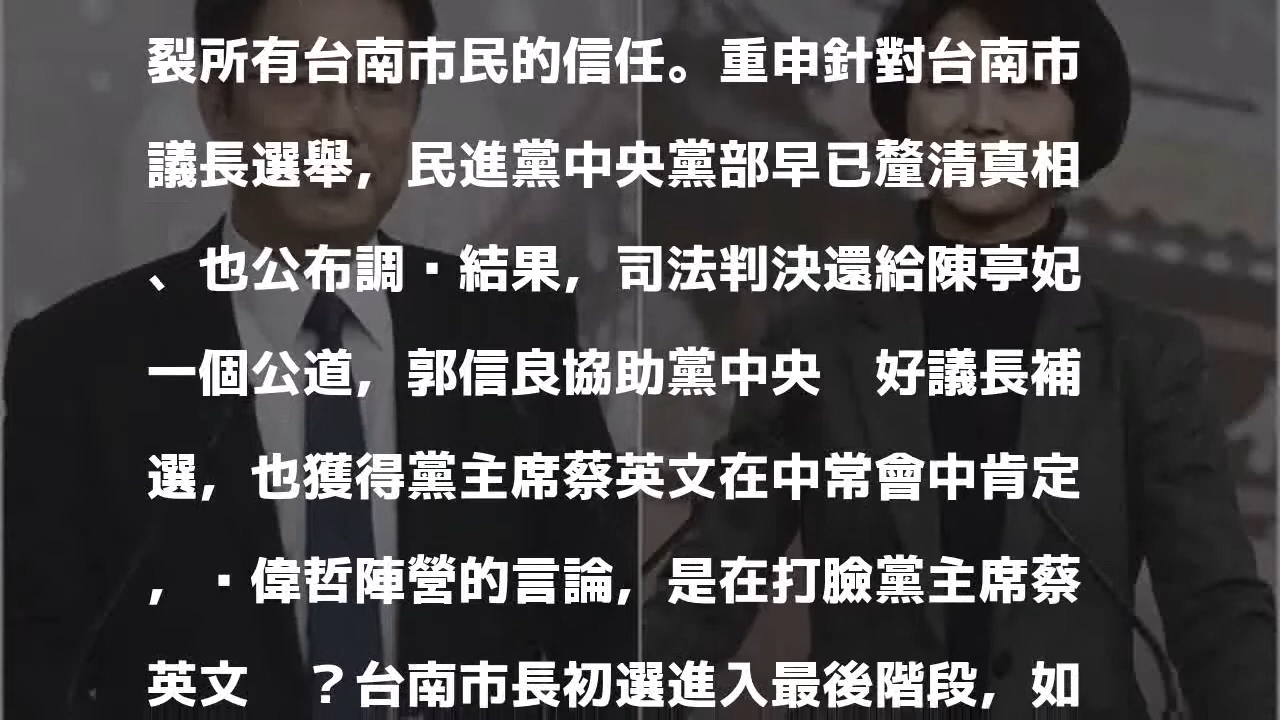 裂所有台南市民的信任。重申針對台南市
議長選舉，民進黨中央黨部早已釐清真相
、也公布調▪結果，司法判決還給陳亭妃
一個公道，郭信良協助黨中央　好議長補
選，也獲得黨主席蔡英文在中常會中肯定
，▪偉哲陣營的言論，是在打臉黨主席蔡
英文　？台南市長初選進入最後階段，如